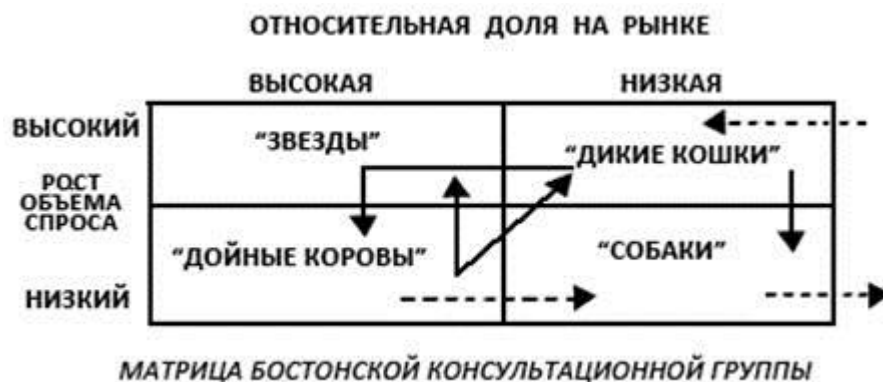 ОТНОСИТЕЛЬНАЯ ДОЛЯ НА РЫНКЕ
ВЫСОКАЯ НИЗКАЯ
ВЫСОКИЙ
"ЗВЕЗДЫ"
"ДИКИЕ КОШКИ"
РОСТ
ОБЪЕМА
СПРОСА
"ДОЙНЫЕ КОРОВЫ"
"СОБАКИ"
НИЗКИЙ
МАТРИЦА БОСТОНСКОЙ КОНСУЛЬТАЦИОННОЙ ГРУППЫ